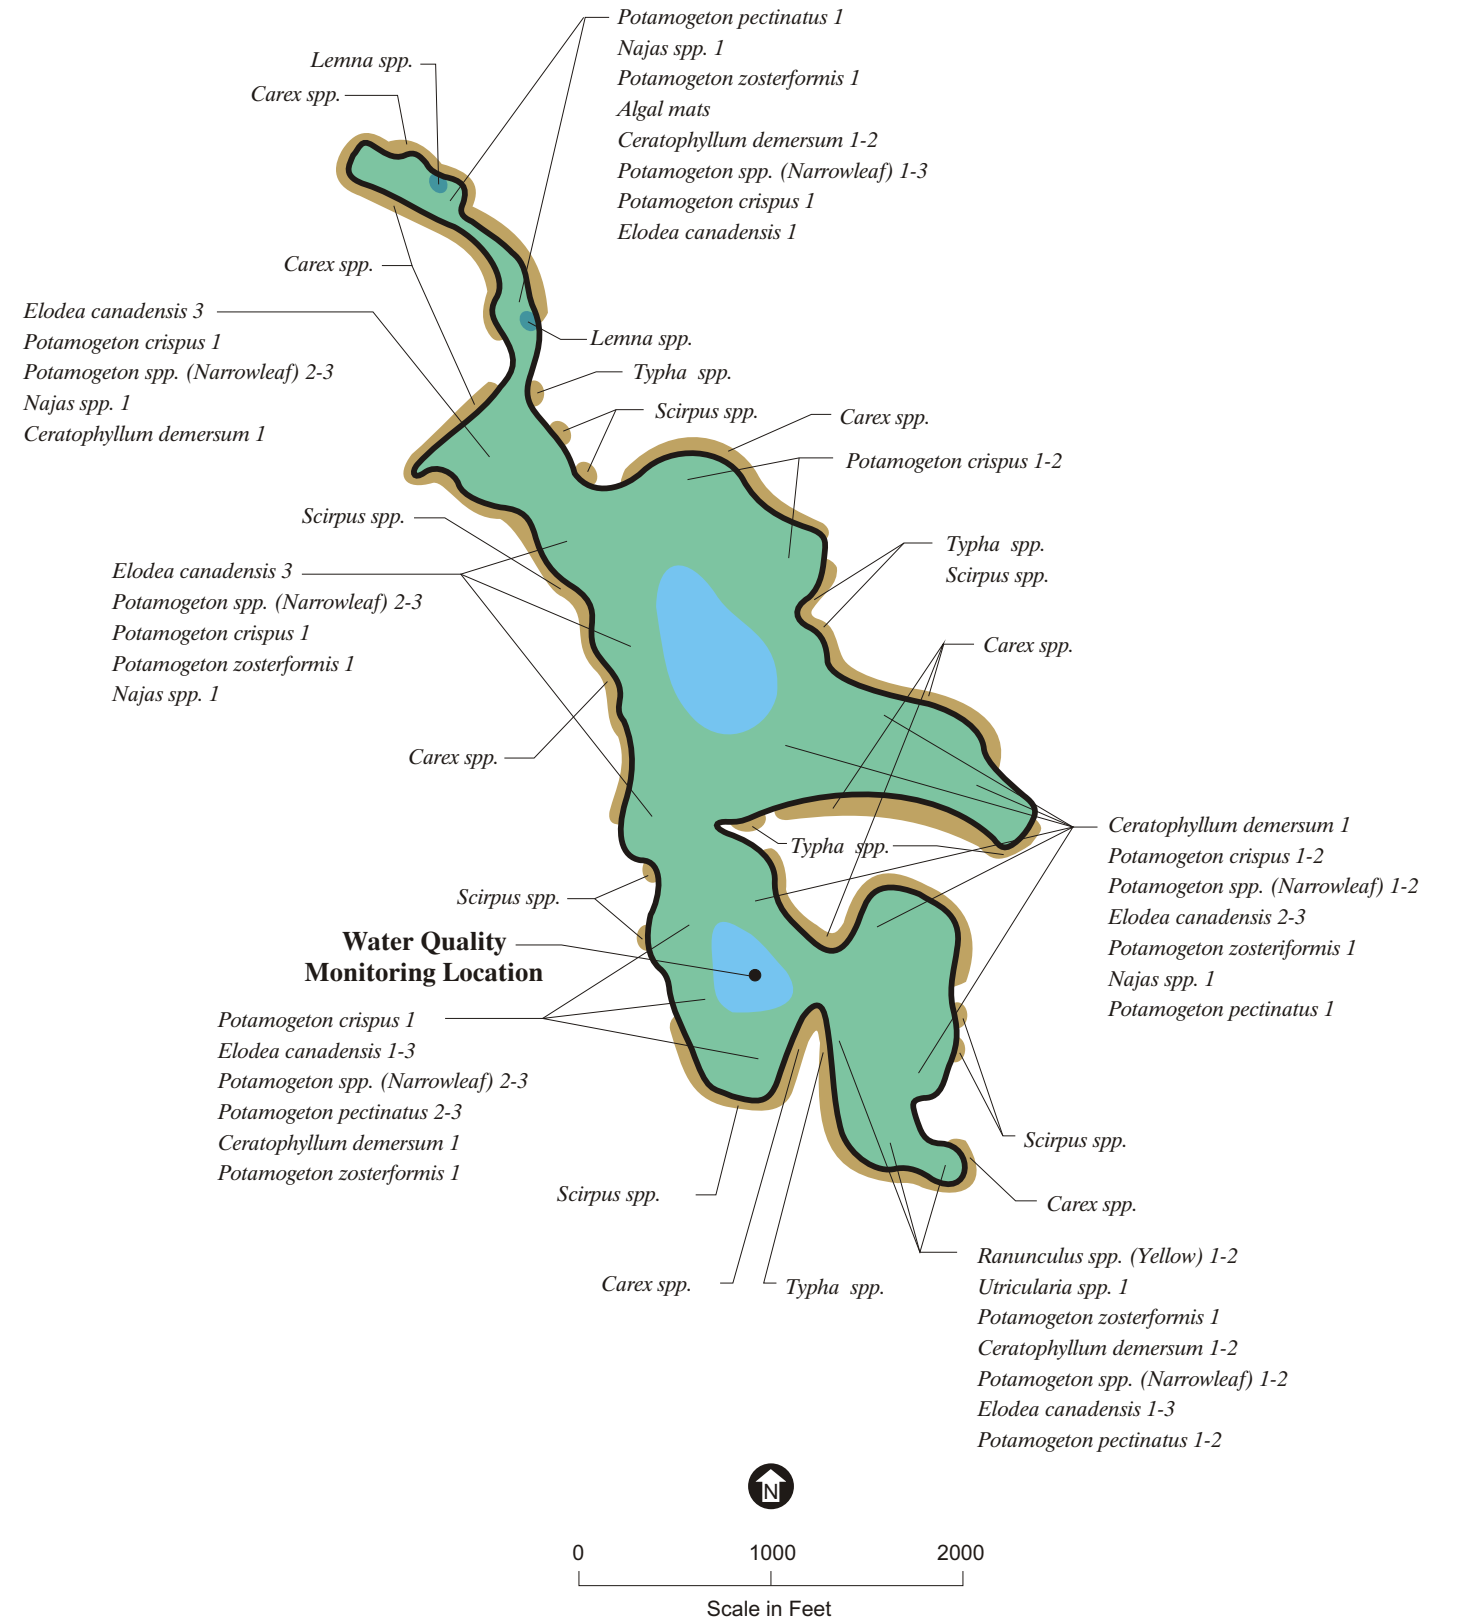 Potamogeton pectinatus 1
Najas spp. 1
Potamogeton zosterformis 1
Algal mats
Ceratophyllum demersum 1-2
Potamogeton spp. (Narrowleaf) 1-3
Potamogeton crispus 1
Elodea canadensis 1
Lemna spp.
Carex spp.
Carex spp.
Elodea canadensis 3
Potamogeton crispus 1
Potamogeton spp. (Narrowleaf) 2-3
Najas spp. 1
Ceratophyllum demersum 1
Lemna spp.
Typha spp.
Scirpus spp.
Carex spp.
Potamogeton crispus 1-2
Scirpus spp.
Typha spp.
Scirpus spp.
Elodea canadensis 3
Potamogeton spp. (Narrowleaf) 2-3
Potamogeton crispus 1
Potamogeton zosterformis 1
Najas spp. 1
Carex spp.
Carex spp.
Typha spp.
Ceratophyllum demersum 1
Potamogeton crispus 1-2
Potamogeton spp. (Narrowleaf) 1-2
Elodea canadensis 2-3
Potamogeton zosteriformis 1
Najas spp. 1
Potamogeton pectinatus 1
Scirpus spp.
Water Quality
Monitoring Location
Potamogeton crispus 1
Elodea canadensis 1-3
Potamogeton spp. (Narrowleaf) 2-3
Potamogeton pectinatus 2-3
Ceratophyllum demersum 1
Potamogeton zosterformis 1
Scirpus spp.
Scirpus spp.
Carex spp.
Carex spp.
Typha spp.
Ranunculus spp. (Yellow) 1-2
Utricularia spp. 1
Potamogeton zosterformis 1
Ceratophyllum demersum 1-2
Potamogeton spp. (Narrowleaf) 1-2
Elodea canadensis 1-3
Potamogeton pectinatus 1-2
N
0 1000 2000
Scale in Feet